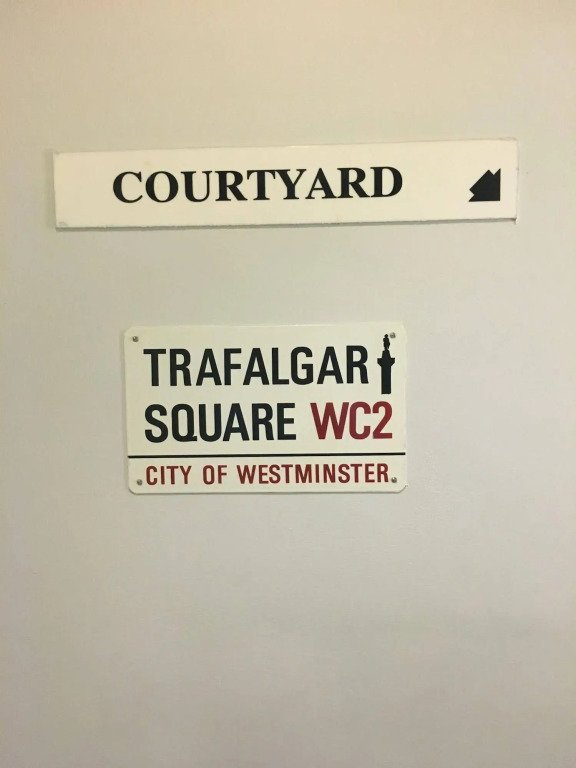 COURTYARD
TRAFALGAR
SQUARE WC2
CITY OF WESTMINSTER